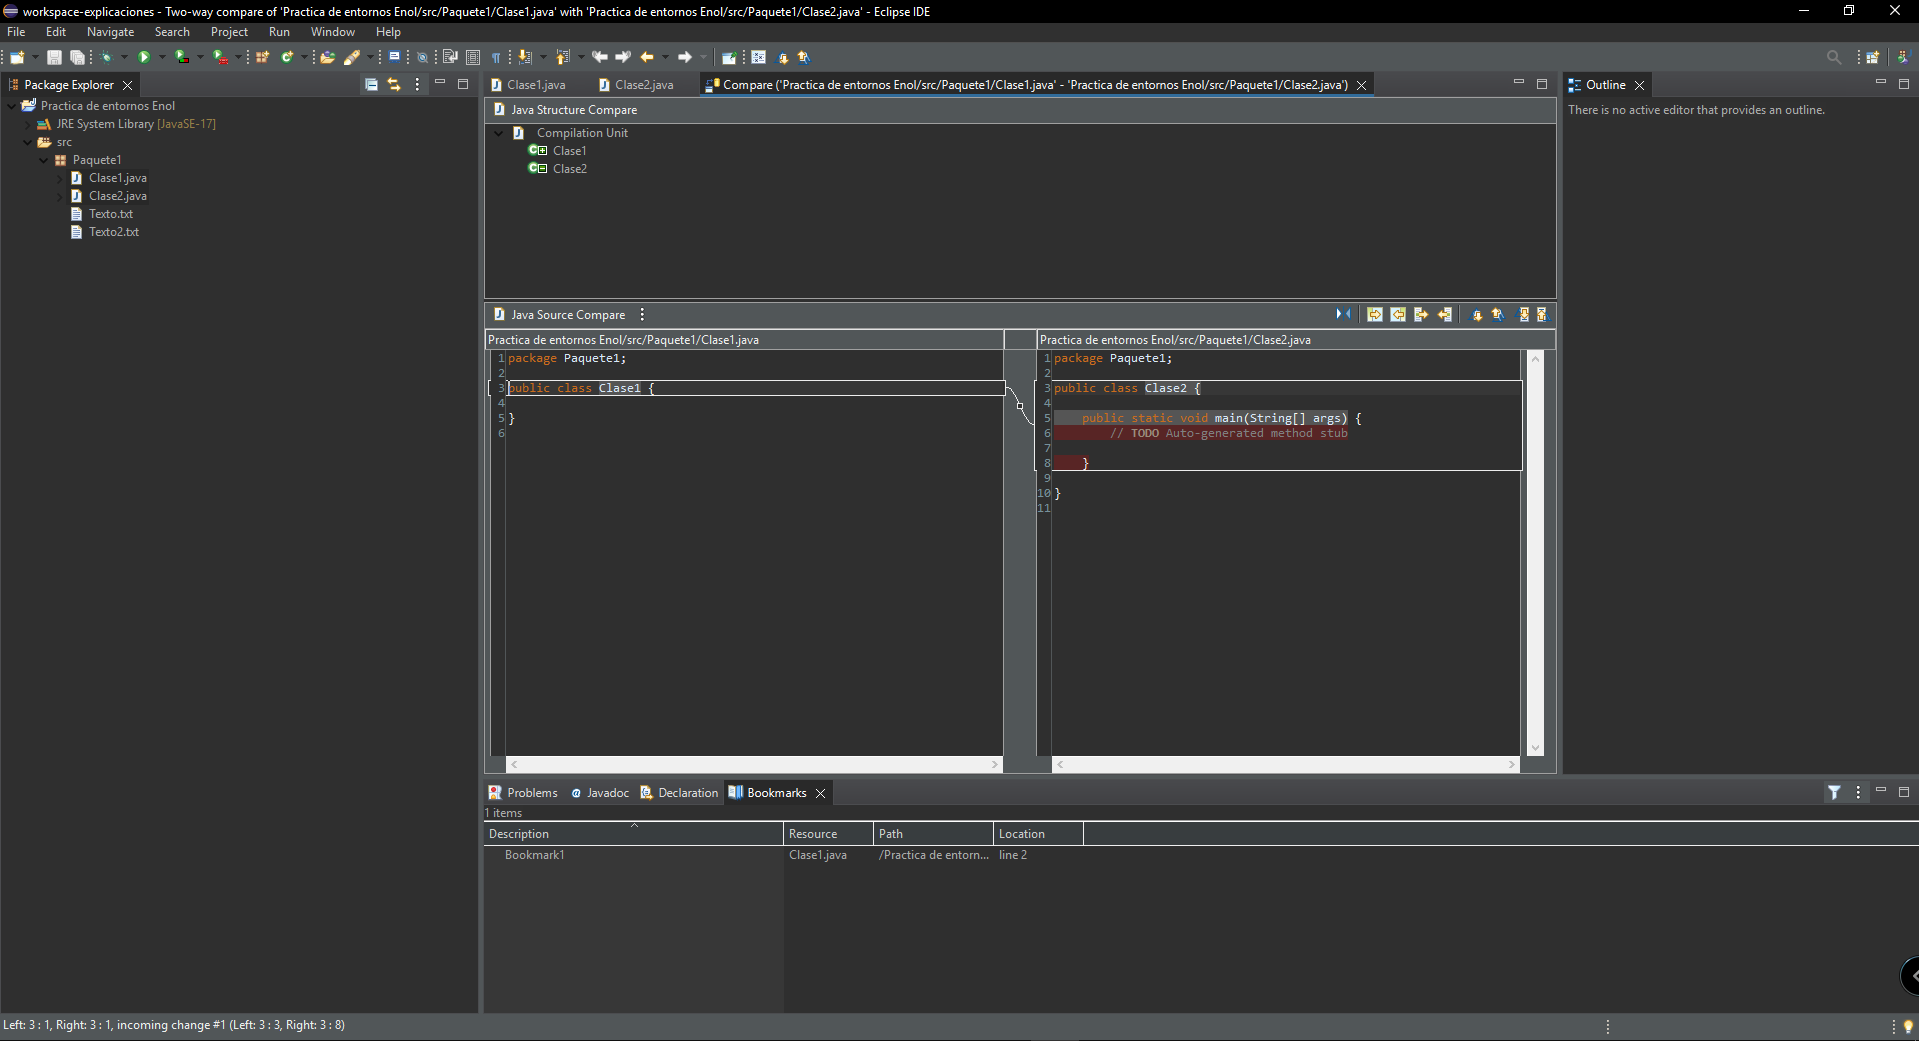 workspace-explicaciones - Two-way compare of 'Practica de entornos Enol/src/Paquete1/Clase1.java' with 'Practica de entornos Enol/src/Paquete1/Clase2.java' - Eclipse IDE
File Edit Navigate Search Project Run Window Help
Package Explorer
Practica de entornos Enol
JRE System Library [JavaSE-17]
src
Paquete1
Clase1.java
Clase2.java
Texto.txt
Texto2.txt
Clase1.java Clase2.java Compare ('Practica de entornos Enol/src/Paquete1/Clase1.java' - 'Practica de entornos Enol/src/Paquete1/Clase2.java')
Java Structure Compare
Compilation Unit
Clase1
Clase2
Java Source Compare
Practica de entornos Enol/src/Paquete1/Clase1.java
1 package Paquete1;
2
3 public class Clase1 {
4
5 }
6
Practica de entornos Enol/src/Paquete1/Clase2.java
1 package Paquete1;
2
3 public class Clase2 {
4
5 public static void main(String[] args) {
6 // TODO Auto-generated method stub
7
8 }
9
10 }
11
Outline
There is no active editor that provides an outline.
Problems Javadoc Declaration Bookmarks
1 items
Description Resource Path Location
Bookmark1 Clase1.java /Practica de entorn... line 2
Left: 3 : 1, Right: 3 : 1, incoming change #1 (Left: 3 : 3, Right: 3 : 8)